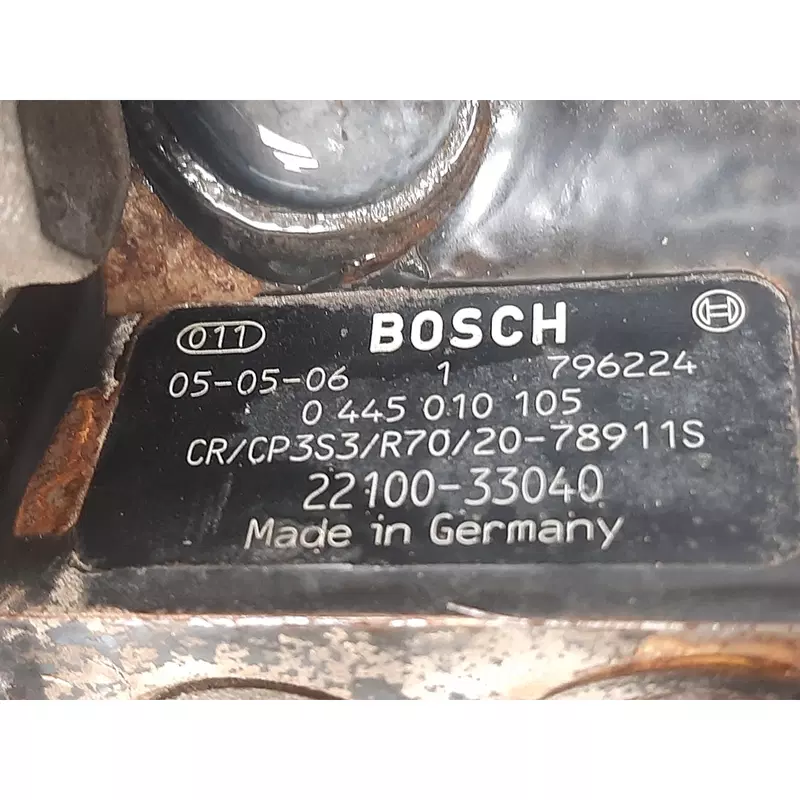 011 BOSCH
05-05-06 1 796224
0 445 010 105
CR/CP3S3/R70/20-78911S
22100-33040
Made in Germany